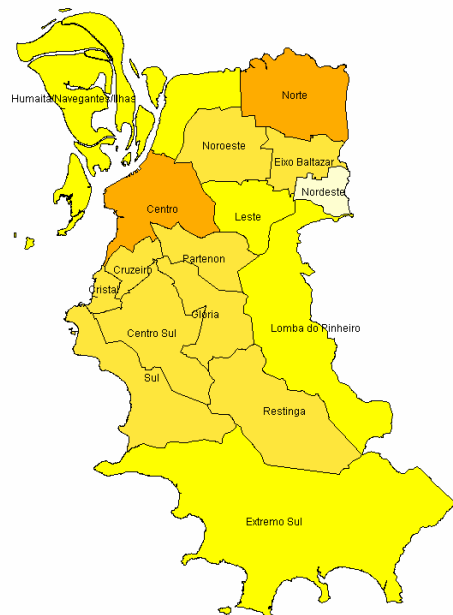 Norte
Humaita/Navegantes/Ilhas
Noroeste
Eixo Baltazar
Nordeste
Centro
Leste
Partenon
Cruzeiro
Cristal
Glória
Lomba do Pinheiro
Centro Sul
Sul
Restinga
Extremo Sul